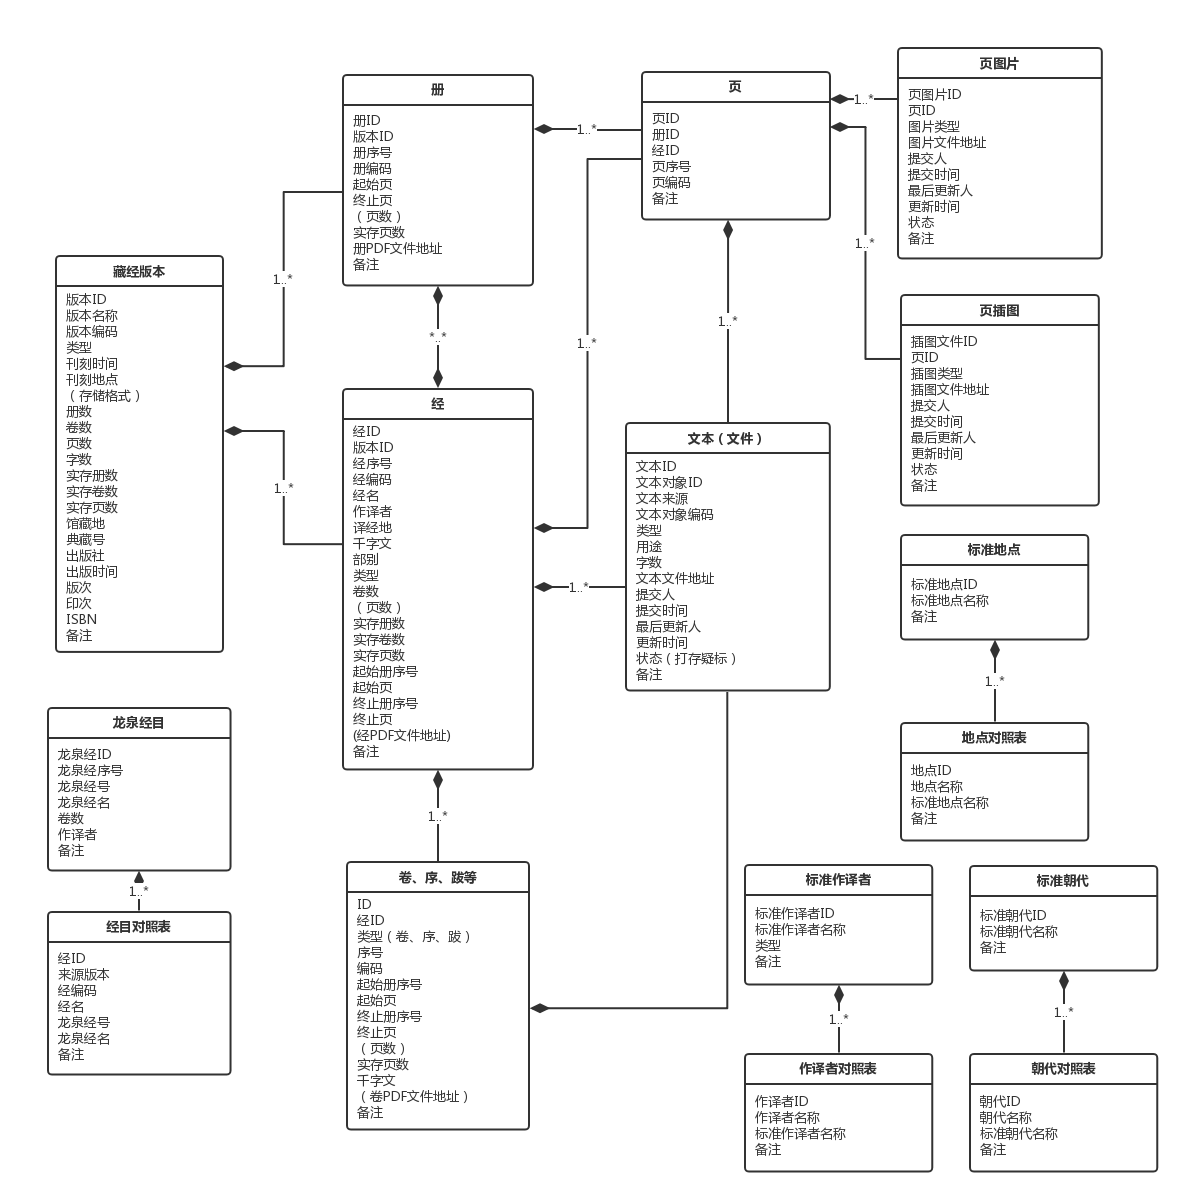 藏经版本
版本ID
版本名称
版本编码
类型
刊刻时间
刊刻地点
（存储格式）
册数
卷数
页数
字数
实存册数
实存卷数
实存页数
馆藏地
典藏号
出版社
出版时间
版次
印次
ISBN
备注
1..*
1..*
册
册ID
版本ID
册序号
册编码
起始页
终止页
（页数）
实存页数
册PDF文件地址
备注
1..*
*..*
经
经ID
版本ID
经序号
经编码
经名
作译者
译经地
千字文
部别
类型
卷数
（页数）
实存册数
实存卷数
实存页数
起始册序号
起始页
终止册序号
终止页
(经PDF文件地址)
备注
1..*
1..*
1..*
卷、序、跋等
ID
经ID
类型（卷、序、跋）
序号
编码
起始册序号
起始页
终止册序号
终止页
（页数）
实存页数
千字文
（卷PDF文件地址）
备注
页
页ID
册ID
经ID
页序号
页编码
备注
1..*
1..*
1..*
文本（文件）
文本ID
文本对象ID
文本来源
文本对象编码
类型
用途
字数
文本文件地址
提交人
提交时间
最后更新人
更新时间
状态（打存疑标）
备注
页图片
页图片ID
页ID
图片类型
图片文件地址
提交人
提交时间
最后更新人
更新时间
状态
备注
页插图
插图文件ID
页ID
插图类型
插图文件地址
提交人
提交时间
最后更新人
更新时间
状态
备注
标准地点
标准地点ID
标准地点名称
备注
1..*
地点对照表
地点ID
地点名称
标准地点名称
备注
龙泉经目
龙泉经ID
龙泉经序号
龙泉经号
龙泉经名
卷数
作译者
备注
1..*
经目对照表
经ID
来源版本
经编码
经名
龙泉经号
龙泉经名
备注
标准作译者
标准作译者ID
标准作译者名称
类型
备注
1..*
作译者对照表
作译者ID
作译者名称
标准作译者名称
备注
标准朝代
标准朝代ID
标准朝代名称
备注
1..*
朝代对照表
朝代ID
朝代名称
标准朝代名称
备注